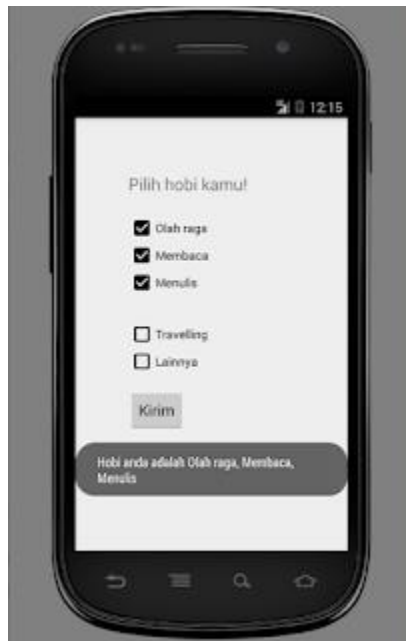 12:15
Pilih hobi kamu!
Olah raga
Membaca
Menulis
Travelling
Lainnya
Kirim
Hobi anda adalah Olah raga, Membaca,
Menulis